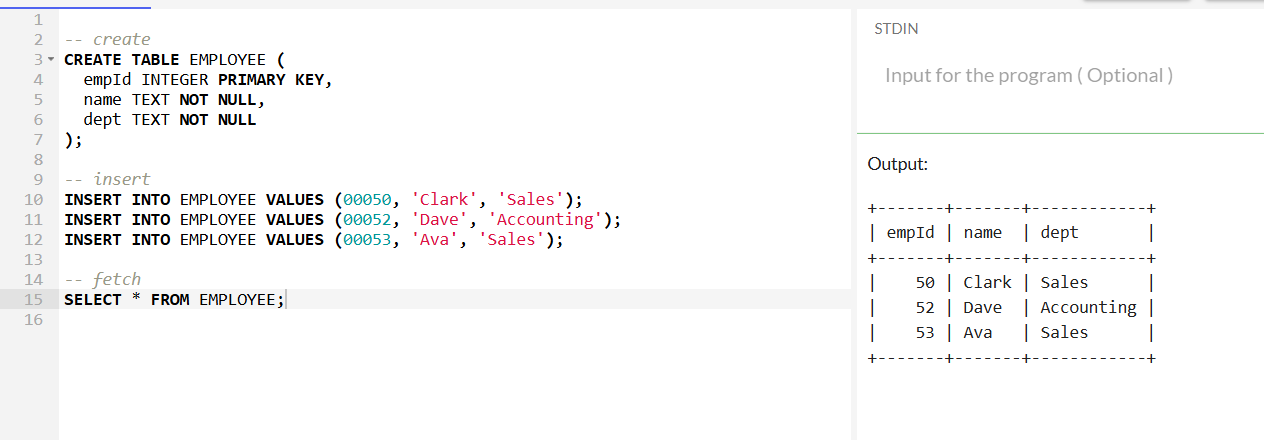 1
2 -- create
3 CREATE TABLE EMPLOYEE (
4   empId INTEGER PRIMARY KEY,
5   name TEXT NOT NULL,
6   dept TEXT NOT NULL
7 );
8
9 -- insert
10 INSERT INTO EMPLOYEE VALUES (00050, 'Clark', 'Sales');
11 INSERT INTO EMPLOYEE VALUES (00052, 'Dave', 'Accounting');
12 INSERT INTO EMPLOYEE VALUES (00053, 'Ava', 'Sales');
13
14 -- fetch
15 SELECT * FROM EMPLOYEE;
16
STDIN
Input for the program ( Optional )
Output:
+-------+-------+------------+
| empId | name  | dept       |
+-------+-------+------------+
|    50 | Clark | Sales      |
|    52 | Dave  | Accounting |
|    53 | Ava   | Sales      |
+-------+-------+------------+